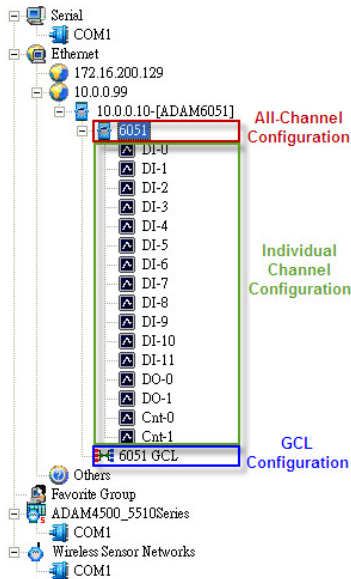 Serial
COM1
Ethernet
172.16.200.129
10.0.0.99
10.0.0.10-[ADAM6051]
6051
All-Channel
Configuration
DI-0
DI-1
DI-2
DI-3
DI-4
DI-5
DI-6
DI-7
DI-8
DI-9
DI-10
DI-11
DO-0
DO-1
Cnt-0
Cnt-1
Individual
Channel
Configuration
6051 GCL
GCL
Configuration
Others
Favorite Group
ADAM4500_5510Series
COM1
Wireless Sensor Networks
COM1